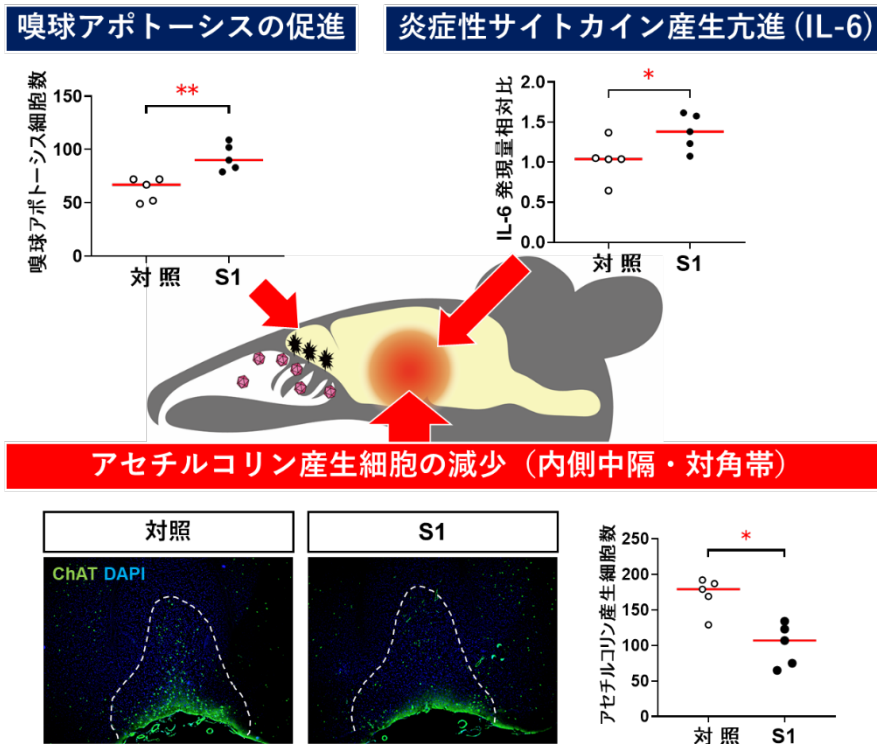 嗅球アポトーシスの促進
炎症性サイトカイン産生亢進 (IL-6)
嗅球アポトーシス細胞数
150
100
50
0
**
対照
S1
IL-6 発現量相対比
2.0
1.5
1.0
0.5
0.0
*
対照
S1
アセチルコリン産生細胞の減少（内側中隔・対角帯）
対照
S1
ChAT DAPI
アセチルコリン産生細胞数
250
200
150
100
50
0
*
対照
S1